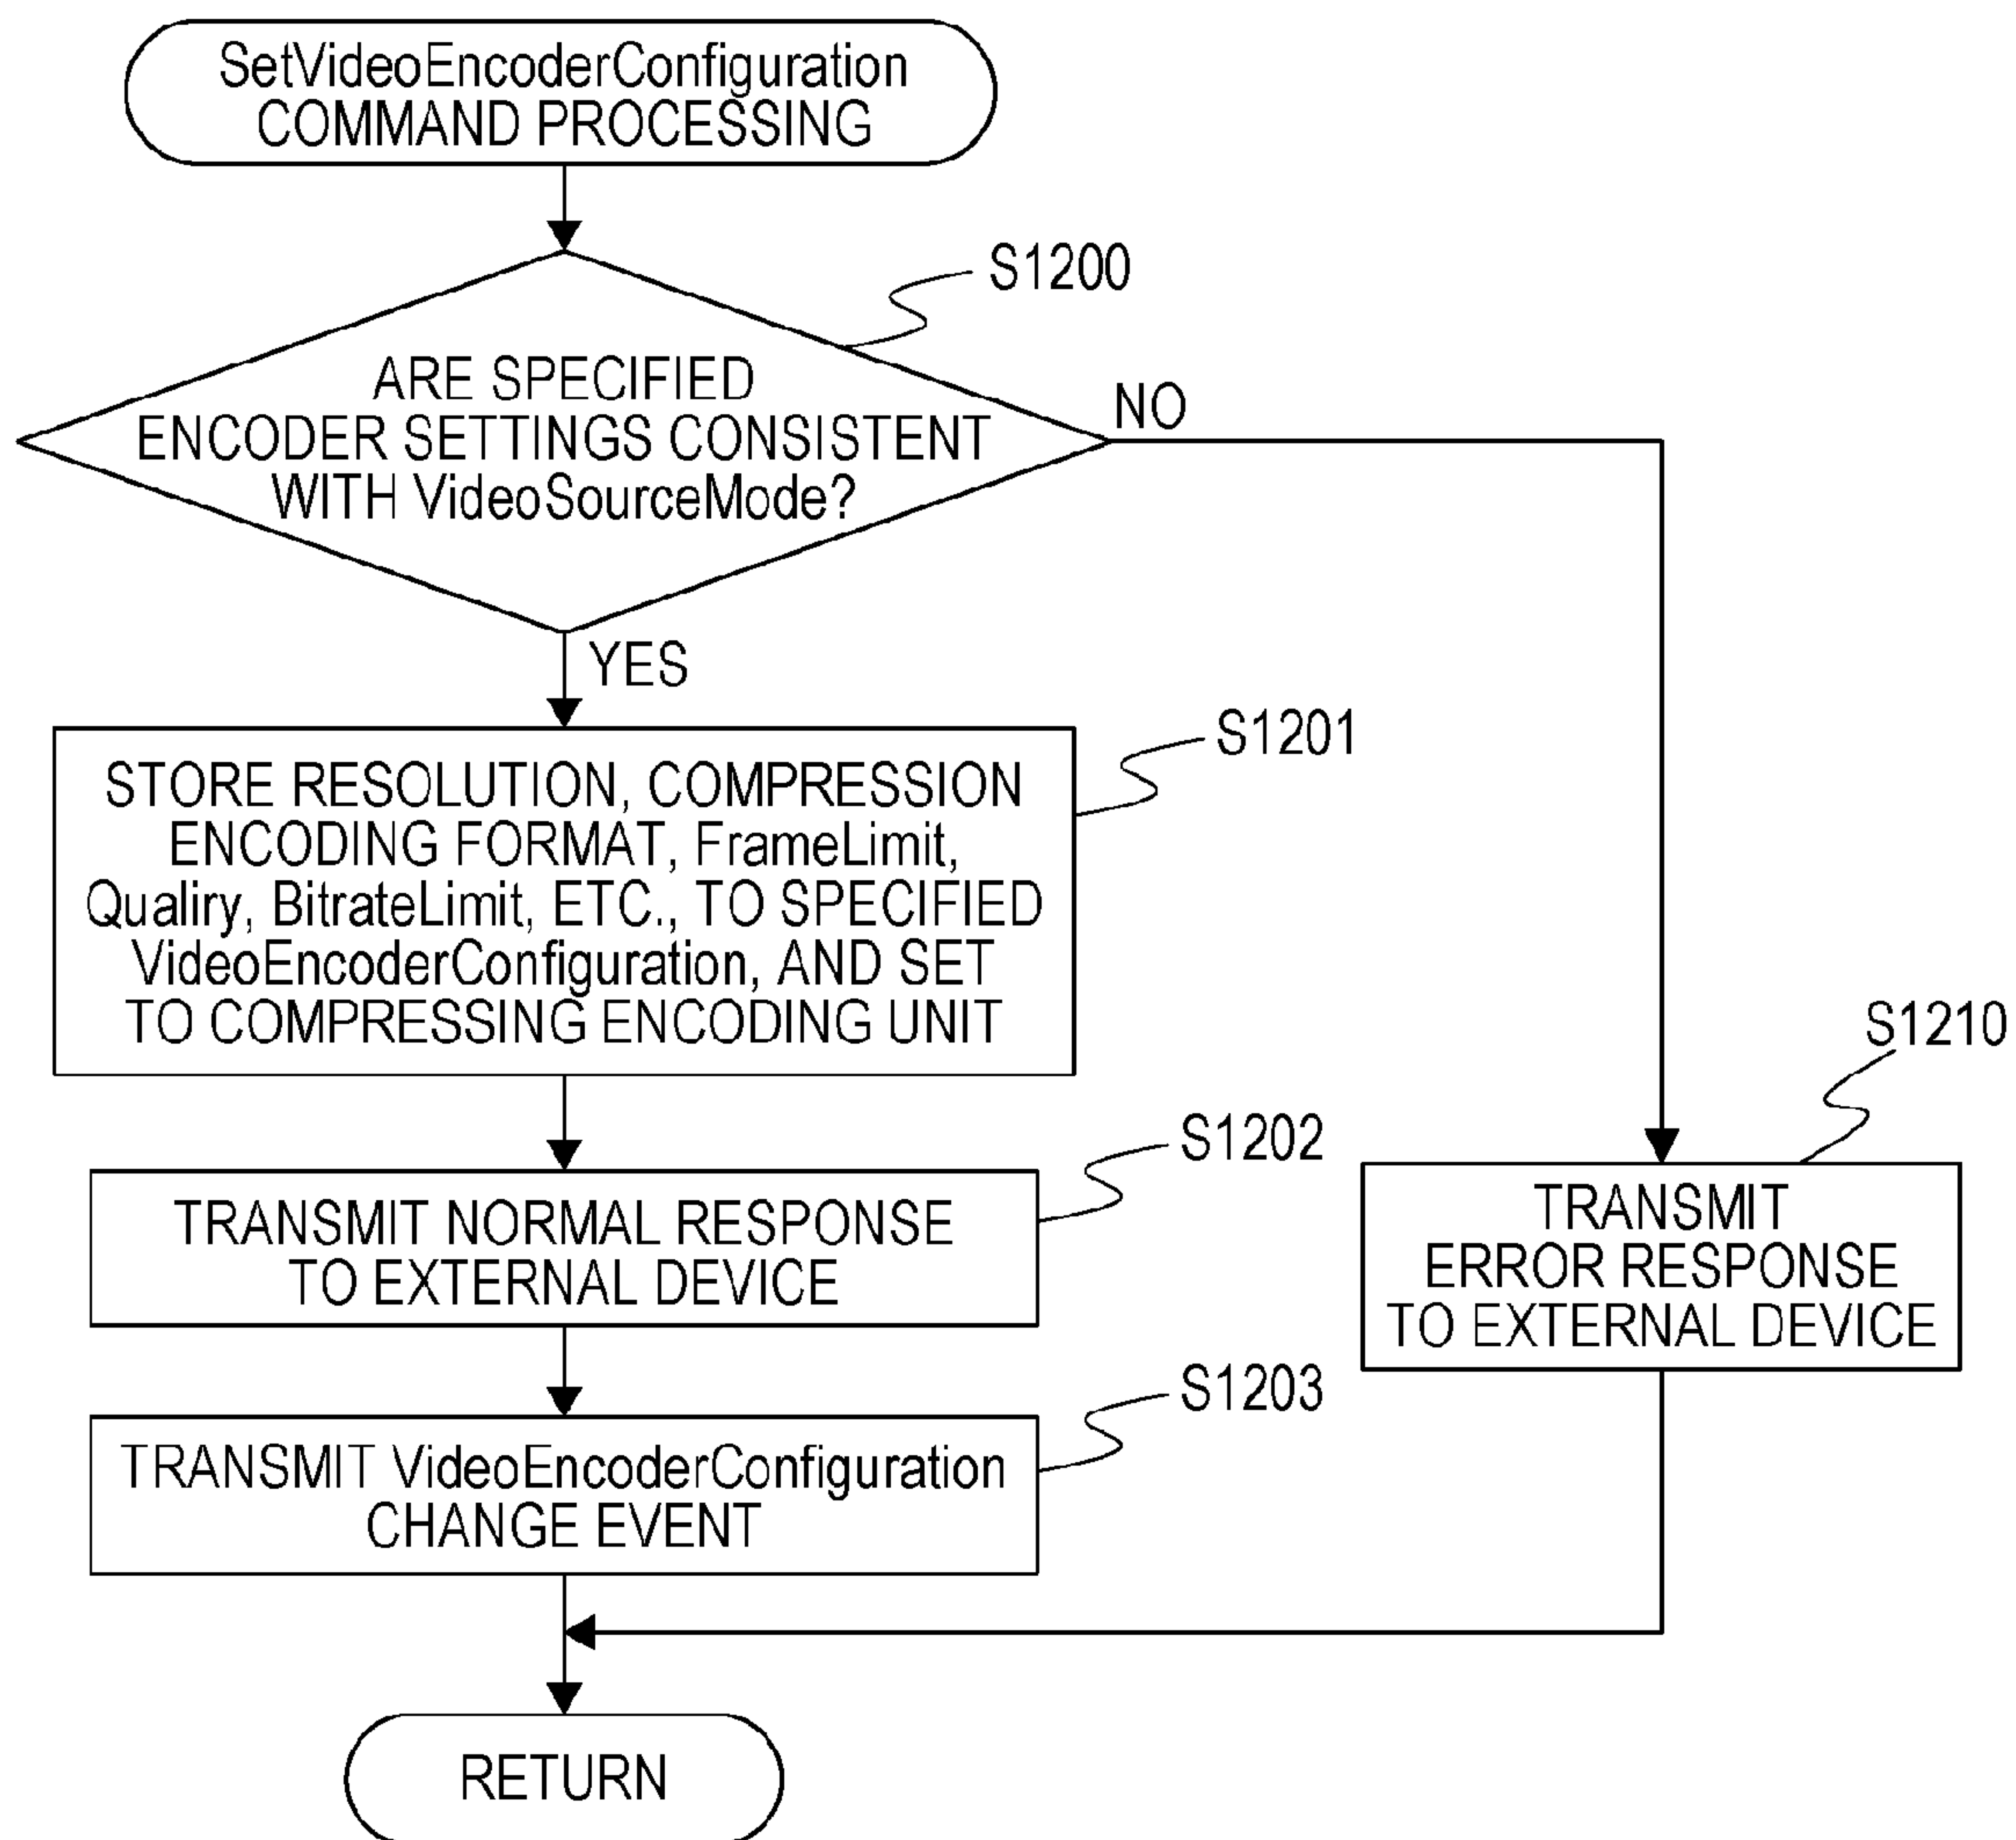 SetVideoEncoderConfiguration
COMMAND PROCESSING
S1200
ARE SPECIFIED
ENCODER SETTINGS CONSISTENT
WITH VideoSourceMode?
NO
YES
S1201
STORE RESOLUTION, COMPRESSION
ENCODING FORMAT, FrameLimit,
Qualiry, BitrateLimit, ETC., TO SPECIFIED
VideoEncoderConfiguration, AND SET
TO COMPRESSING ENCODING UNIT
S1202
TRANSMIT NORMAL RESPONSE
TO EXTERNAL DEVICE
S1210
TRANSMIT
ERROR RESPONSE
TO EXTERNAL DEVICE
S1203
TRANSMIT VideoEncoderConfiguration
CHANGE EVENT
RETURN